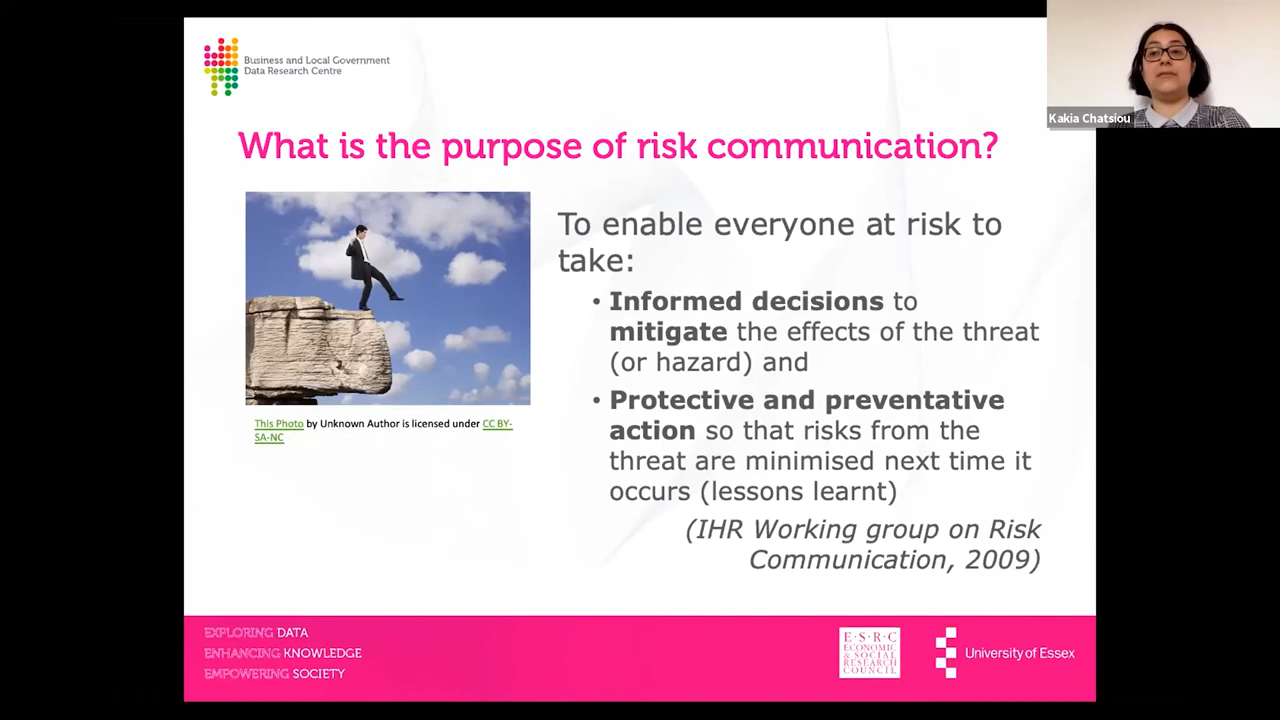 Business and Local Government
Data Research Centre
Kakia Chatsiou
What is the purpose of risk communication?
This Photo by Unknown Author is licensed under CC BY-
SA-NC
To enable everyone at risk to
take:
• Informed decisions to
mitigate the effects of the threat
(or hazard) and
• Protective and preventative
action so that risks from the
threat are minimised next time it
occurs (lessons learnt)
(IHR Working group on Risk
Communication, 2009)
EXPLORING DATA
ENHANCING KNOWLEDGE
EMPOWERING SOCIETY
E·S·R·C
ECONOMIC
& SOCIAL
RESEARCH
COUNCIL
University of Essex